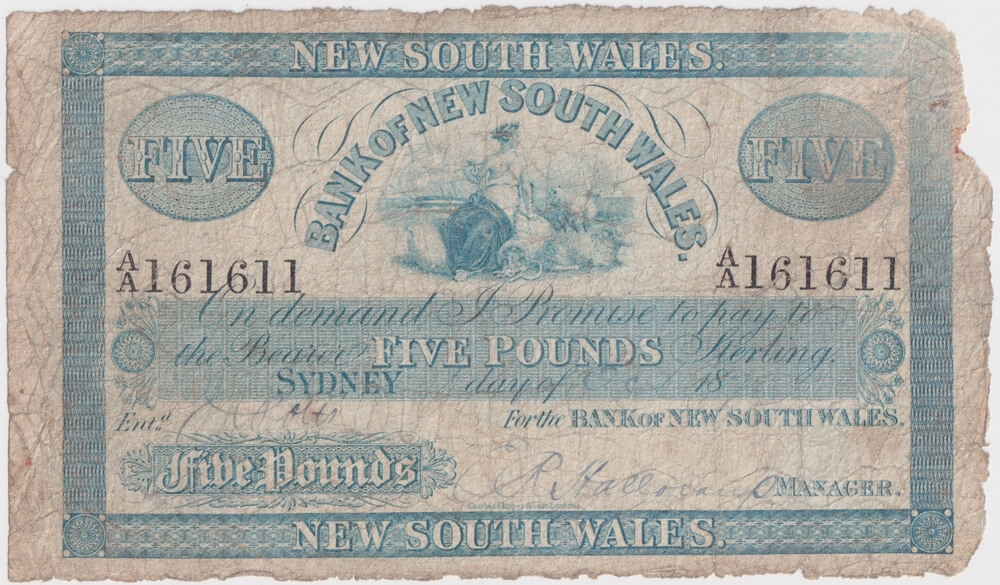 NEW SOUTH WALES.
BANK OF NEW SOUTH WALES.
FIVE
FIVE
A/A 161611
A/A 161611
On demand I Promise to pay to
the Bearer FIVE POUNDS Sterling.
SYDNEY day of 18
Ent.d
For the BANK OF NEW SOUTH WALES.
Five Pounds
MANAGER.
NEW SOUTH WALES.